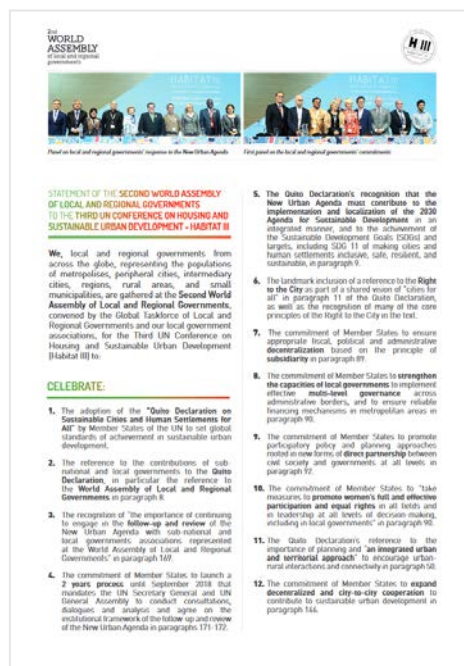 2nd
WORLD
ASSEMBLY
of local and regional
governments
H III
HABITAT III
HABITAT III
Panel on local and regional governments' response to the New Urban Agenda
First panel on the local and regional governments' commitments
STATEMENT OF THE SECOND WORLD ASSEMBLY
OF LOCAL AND REGIONAL GOVERNMENTS
TO THE THIRD UN CONFERENCE ON HOUSING AND
SUSTAINABLE URBAN DEVELOPMENT - HABITAT III
We, local and regional governments from
across the globe, representing the populations
of metropolises, peripheral cities, intermediary
cities, regions, rural areas, and small
municipalities, are gathered at the Second World
Assembly of Local and Regional Governments,
convened by the Global Taskforce of Local and
Regional Governments and our local government
associations, for the Third UN Conference on
Housing and Sustainable Urban Development
(Habitat III) to:
CELEBRATE:
1. The adoption of the "Quito Declaration on
Sustainable Cities and Human Settlements for
All" by Member States of the UN to set global
standards of achievement in sustainable urban
development.
2. The reference to the contributions of sub-
national and local governments to the Quito
Declaration, in particular the reference to
the World Assembly of Local and Regional
Governments in paragraph 8.
3. The recognition of "the importance of continuing
to engage in the follow-up and review of the
New Urban Agenda with sub-national and
local governments associations represented
at the World Assembly of Local and Regional
Governments" in paragraph 169.
4. The commitment of Member States to launch a
2 years process until September 2018 that
mandates the UN Secretary General and UN
General Assembly to conduct consultations,
dialogues and analysis and agree on the
institutional framework of the follow up and review
of the New Urban Agenda in paragraphs 171-172.
5. The Quito Declaration's recognition that the
New Urban Agenda must contribute to the
implementation and localization of the 2030
Agenda for Sustainable Development in an
integrated manner, and to the achievement of
the Sustainable Development Goals (SDGs) and
targets, including SDG 11 of making cities and
human settlements inclusive, safe, resilient, and
sustainable, in paragraph 9.
6. The landmark inclusion of a reference to the Right
to the City as part of a shared vision of "cities for
all" in paragraph 11 of the Quito Declaration,
as well as the recognition of many of the core
principles of the Right to the City in the text.
7. The commitment of Member States to ensure
appropriate fiscal, political and administrative
decentralization based on the principle of
subsidiarity in paragraph 89.
8. The commitment of Member States to strengthen
the capacities of local governments to implement
effective multi-level governance across
administrative borders, and to ensure reliable
financing mechanisms in metropolitan areas in
paragraph 90.
9. The commitment of Member States to promote
participatory policy and planning approaches
rooted in new forms of direct partnership between
civil society and governments at all levels in
paragraph 92.
10. The commitment of Member States to "take
measures to promote women's full and effective
participation and equal rights in all fields and
in leadership at all levels of decision-making,
including in local governments" in paragraph 90.
11. The Quito Declaration's reference to the
importance of planning and "an integrated urban
and territorial approach" to encourage urban-
rural interactions and connectivity in paragraph 50.
12. The commitment of Member States to expand
decentralized and city-to-city cooperation to
contribute to sustainable urban development in
paragraph 146.